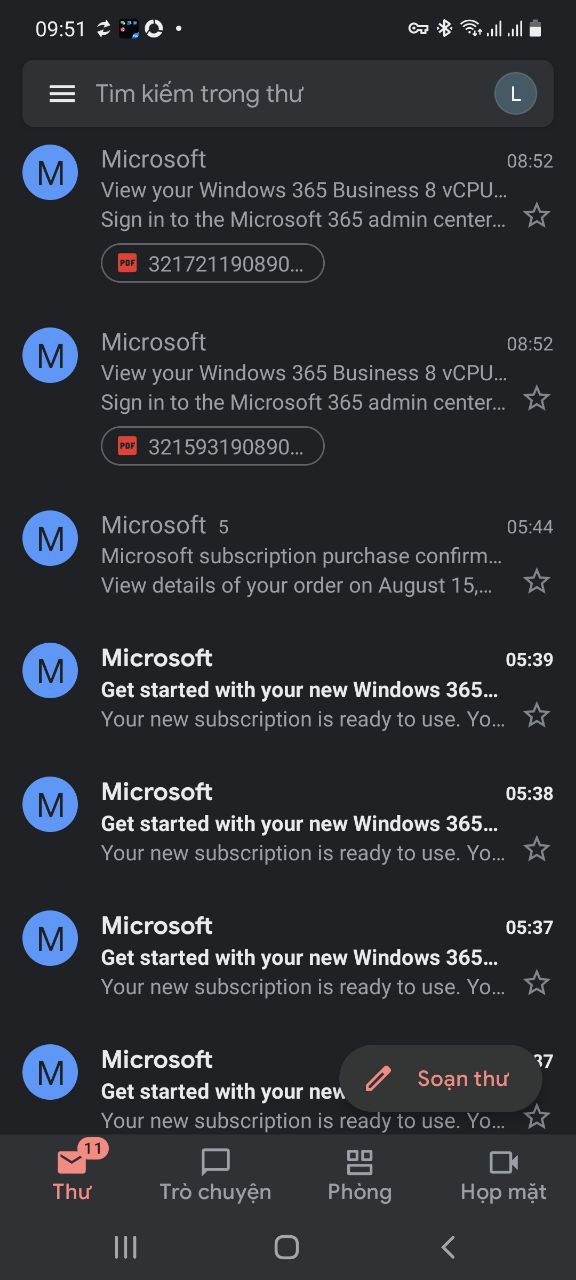 09:51
Tìm kiếm trong thư
L
M
Microsoft
08:52
View your Windows 365 Business 8 vCPU...
Sign in to the Microsoft 365 admin center...
PDF
321721190890...
M
Microsoft
08:52
View your Windows 365 Business 8 vCPU...
Sign in to the Microsoft 365 admin center...
PDF
321593190890...
M
Microsoft 5
05:44
Microsoft subscription purchase confirm...
View details of your order on August 15,...
M
Microsoft
05:39
Get started with your new Windows 365...
Your new subscription is ready to use. Yo...
M
Microsoft
05:38
Get started with your new Windows 365...
Your new subscription is ready to use. Yo...
M
Microsoft
05:37
Get started with your new Windows 365...
Your new subscription is ready to use. Yo...
M
Microsoft
37
Get started with your new
Soạn thư
Your new subscription is ready to use. Yo...
11
Thư
Trò chuyện
Phòng
Họp mặt